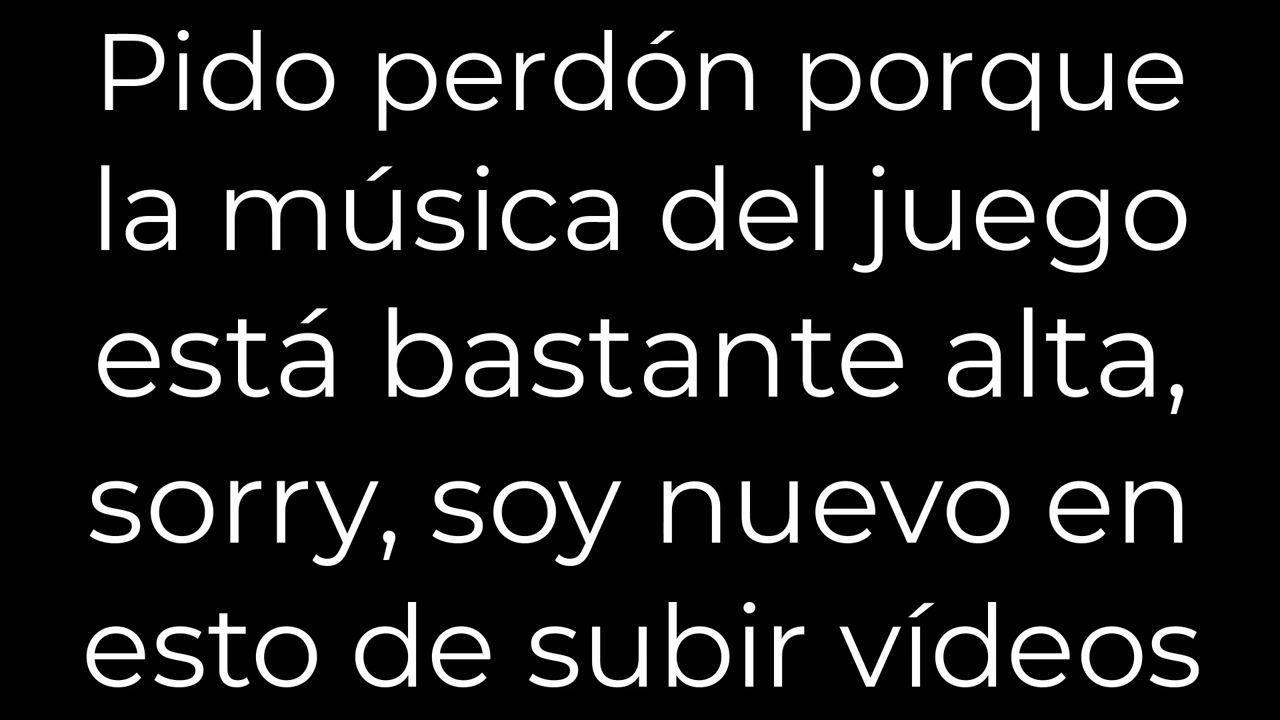 Pido perdón porque
la música del juego
está bastante alta,
sorry, soy nuevo en
esto de subir vídeos